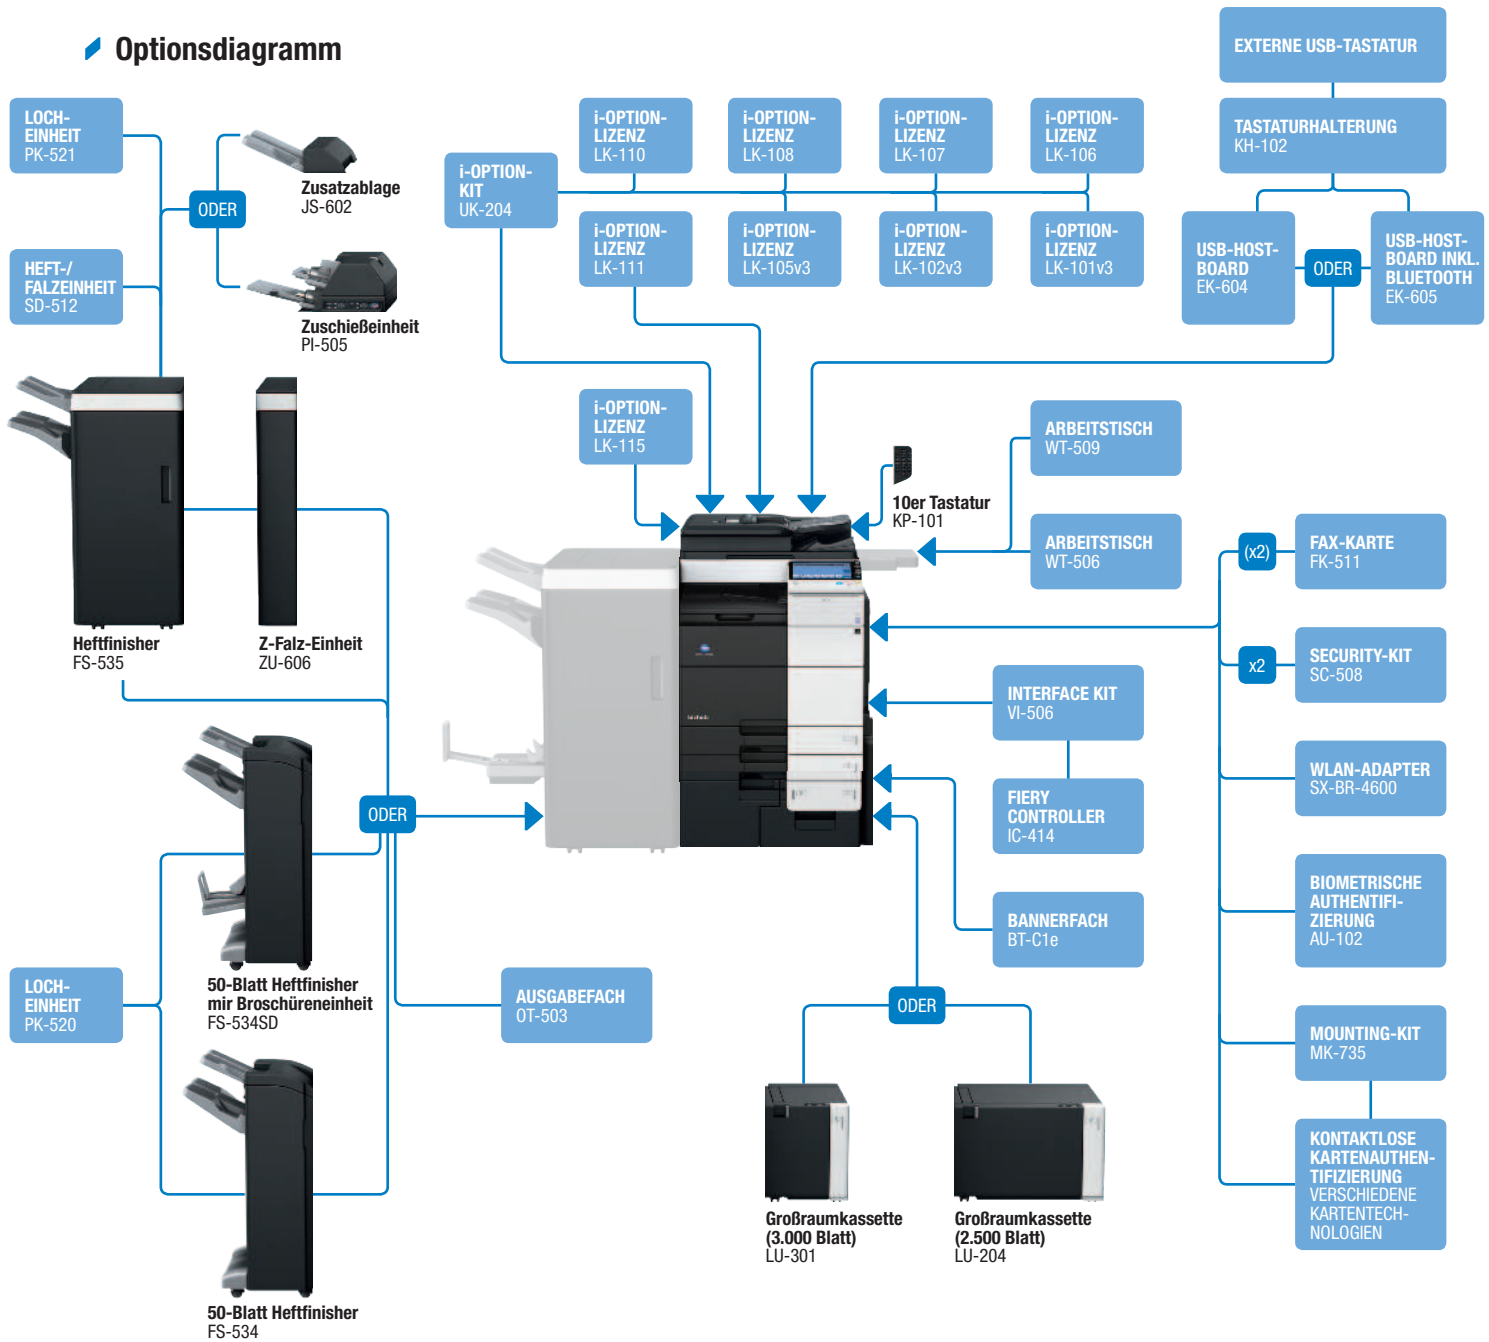 Optionsdiagramm
EXTERNE USB-TASTATUR
TASTATURHALTERUNG
KH-102
LOCH-
EINHEIT
PK-521
Zusatzablage
JS-602
ODER
HEFT-/
FALZEINHEIT
SD-512
Zuschießeinheit
PI-505
i-OPTION-
KIT
UK-204
i-OPTION-
LIZENZ
LK-110
i-OPTION-
LIZENZ
LK-108
i-OPTION-
LIZENZ
LK-107
i-OPTION-
LIZENZ
LK-106
i-OPTION-
LIZENZ
LK-111
i-OPTION-
LIZENZ
LK-105v3
i-OPTION-
LIZENZ
LK-102v3
i-OPTION-
LIZENZ
LK-101v3
USB-HOST-
BOARD
EK-604
ODER
USB-HOST-
BOARD INKL.
BLUETOOTH
EK-605
i-OPTION-
LIZENZ
LK-115
10er Tastatur
KP-101
ARBEITSTISCH
WT-509
ARBEITSTISCH
WT-506
Heftfinisher
FS-535
Z-Falz-Einheit
ZU-606
(x2)
FAX-KARTE
FK-511
x2
SECURITY-KIT
SC-508
INTERFACE KIT
VI-506
FIERY
CONTROLLER
IC-414
WLAN-ADAPTER
SX-BR-4600
ODER
BIOMETRISCHE
AUTHENTIFI-
ZIERUNG
AU-102
BANNERFACH
BT-C1e
LOCH-
EINHEIT
PK-520
50-Blatt Heftfinisher
mir Broschüreneinheit
FS-534SD
AUSGABEFACH
OT-503
ODER
MOUNTING-KIT
MK-735
KONTAKTLOSE
KARTENAUTHEN-
TIFIZIERUNG
VERSCHIEDENE
KARTENTECH-
NOLOGIEN
Großraumkassette
(3.000 Blatt)
LU-301
Großraumkassette
(2.500 Blatt)
LU-204
50-Blatt Heftfinisher
FS-534